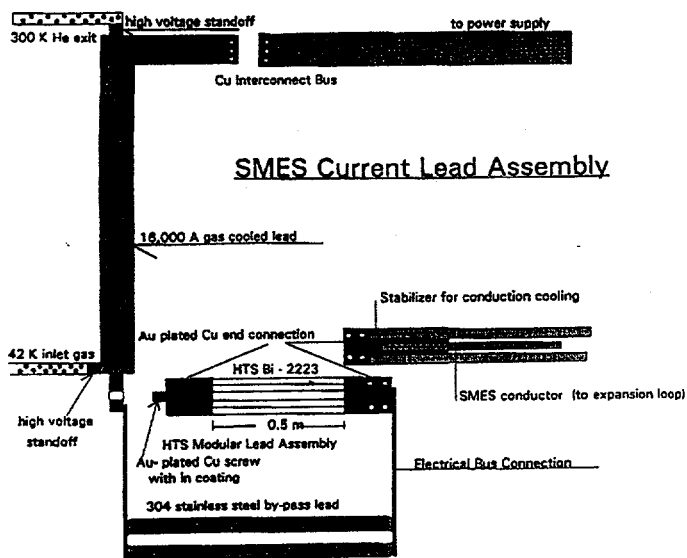 high voltage standoff
to power supply
300 K He exit
Cu Interconnect Bus
SMES Current Lead Assembly
16,000 A gas cooled lead
Stabilizer for conduction cooling
Au plated Cu end connection
42 K inlet gas
HTS Bi - 2223
SMES conductor (to expansion loop)
high voltage
standoff
0.5 m
HTS Modular Lead Assembly
Au-plated Cu screw
with in coating
Electrical Bus Connection
304 stainless steel by-pass lead